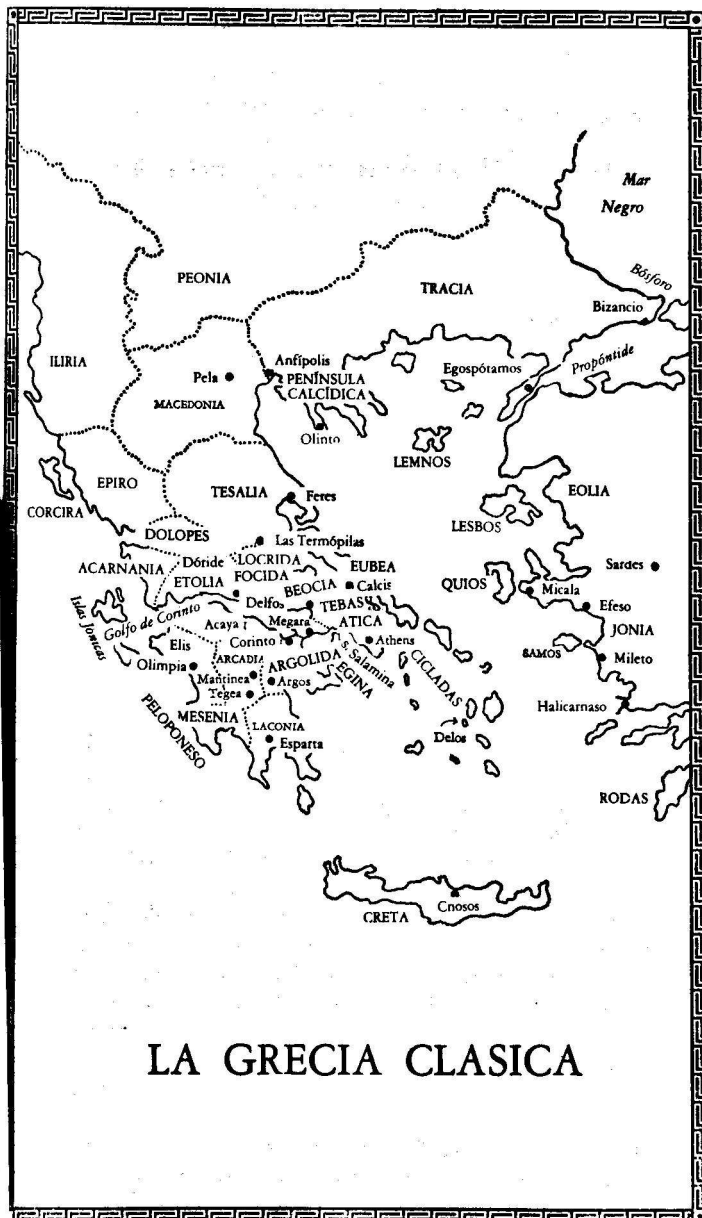 Mar
Negro
Bósforo
PEONIA
TRACIA
Bizancio
ILIRIA
Anfípolis
Egospótamos
Propóntide
Pela
PENÍNSULA
CALCÍDICA
MACEDONIA
Olinto
LEMNOS
EPIRO
TESALIA
Feres
EOLIA
CORCIRA
LESBOS
DOLOPES
Las Termópilas
ACARNANIA
Dóride
LOCRIDA
EUBEA
Sardes
ETOLIA
FOCIDA
BEOCIA
Calcis
QUIOS
Micala
Islas Jonicas
Golfo de Corinto
Delfos
TEBAS
Efeso
Acaya
Megara
ATICA
JONIA
Elis
Corinto
Athens
CICLADAS
SAMOS
Olimpia
ARCADIA
ARGOLIDA
s. Salamina
Mileto
Mantinea
Argos
EGINA
Tegea
PELOPONESO
MESENIA
LACONIA
Halicarnaso
Esparta
Delos
RODAS
CRETA
Cnosos
LA GRECIA CLASICA